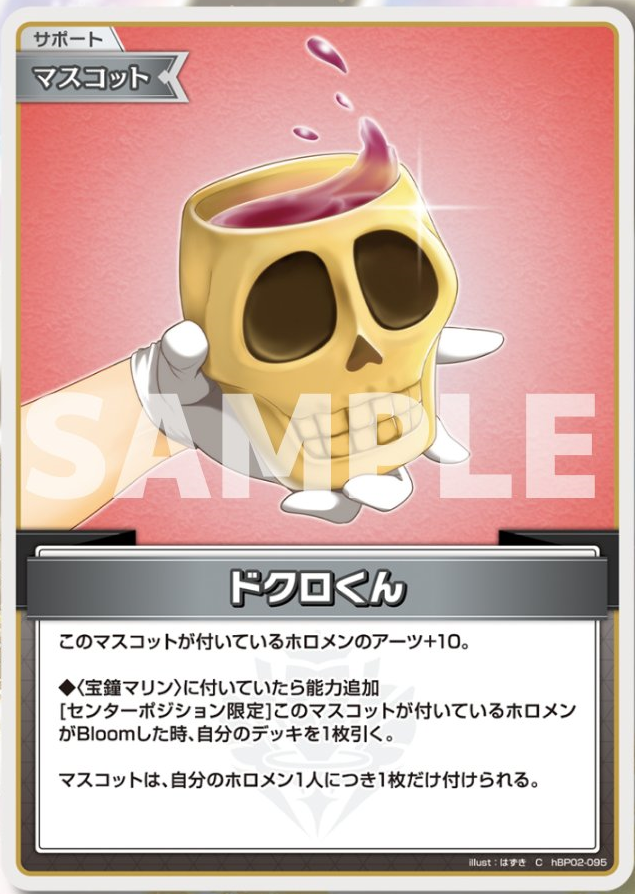 サポート
マスコット
SAMPLE
ドクロくん
このマスコットが付いているホロメンのアーツ+10。
◆〈宝鐘マリン〉に付いていたら能力追加
[センターポジション限定]このマスコットが付いているホロメン
がBloomした時、自分のデッキを1枚引く。
マスコットは、自分のホロメン1人につき1枚だけ付けられる。
illust：はずき C hBP02-095